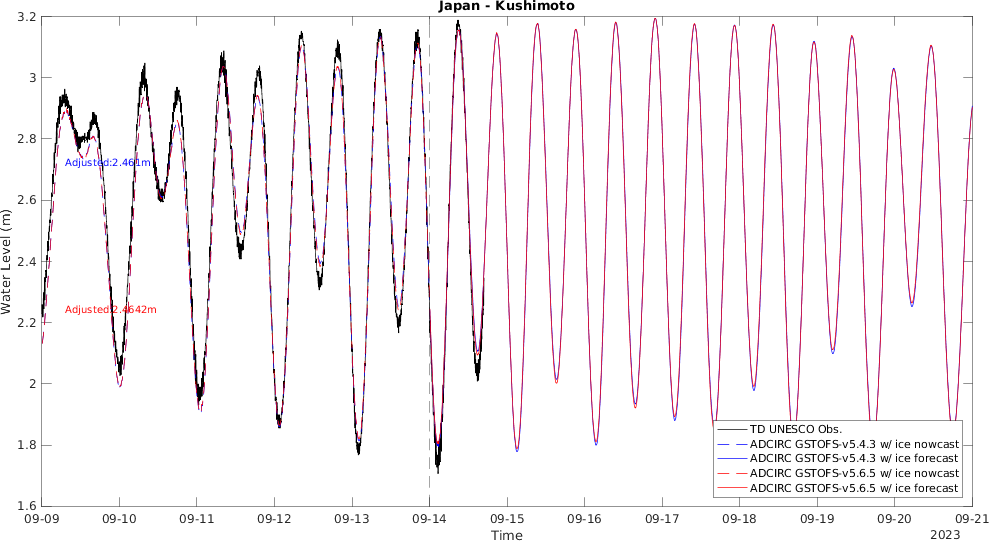 Japan - Kushimoto
Water Level (m)
3.2
3
2.8
2.6
2.4
2.2
2
1.8
1.6
Adjusted:2.461m
Adjusted:2.4642m
TD UNESCO Obs.
ADCIRC GSTOFS-v5.4.3 w/ ice nowcast
ADCIRC GSTOFS-v5.4.3 w/ ice forecast
ADCIRC GSTOFS-v5.6.5 w/ ice nowcast
ADCIRC GSTOFS-v5.6.5 w/ ice forecast
09-09 09-10 09-11 09-12 09-13 09-14 09-15 09-16 09-17 09-18 09-19 09-20 09-21
Time
2023